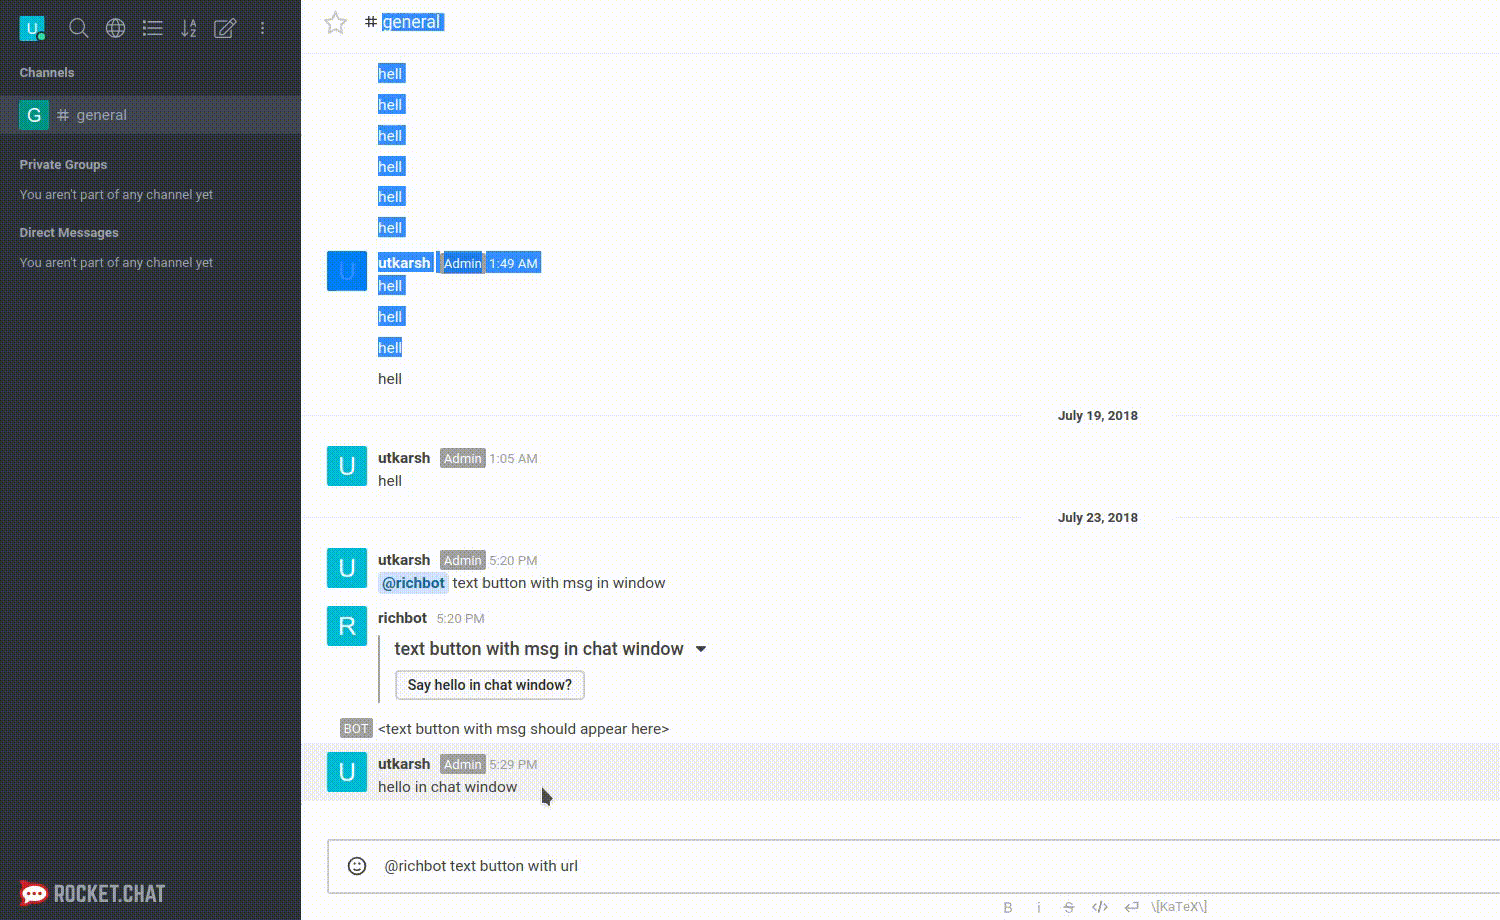 U
Channels
G # general
Private Groups
You aren't part of any channel yet
Direct Messages
You aren't part of any channel yet
ROCKET.CHAT
# general
hell
hell
hell
hell
hell
hell
U utkarsh Admin 1:49 AM
hell
hell
hell
hell
July 19, 2018
U utkarsh Admin 1:05 AM
hell
July 23, 2018
U utkarsh Admin 5:20 PM
@richbot text button with msg in window
R richbot 5:20 PM
text button with msg in chat window
Say hello in chat window?
BOT <text button with msg should appear here>
U utkarsh Admin 5:29 PM
hello in chat window
@richbot text button with url
B i S </> \[KaTeX\]